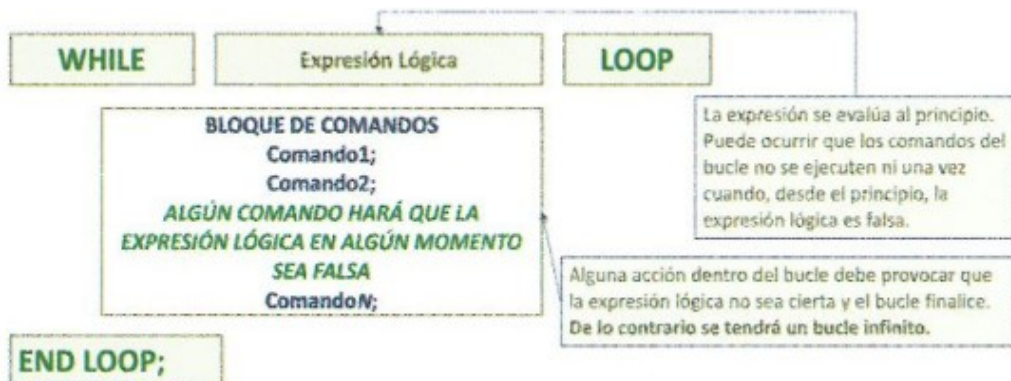 WHILE Expresión Lógica LOOP
La expresión se evalúa al principio.
Puede ocurrir que los comandos del
bucle no se ejecuten ni una vez
cuando, desde el principio, la
expresión lógica es falsa.
BLOQUE DE COMANDOS
Comando1;
Comando2;
ALGÚN COMANDO HARÁ QUE LA
EXPRESIÓN LÓGICA EN ALGÚN MOMENTO
SEA FALSA
ComandoN;
Alguna acción dentro del bucle debe provocar que
la expresión lógica no sea cierta y el bucle finalice.
De lo contrario se tendrá un bucle infinito.
END LOOP;